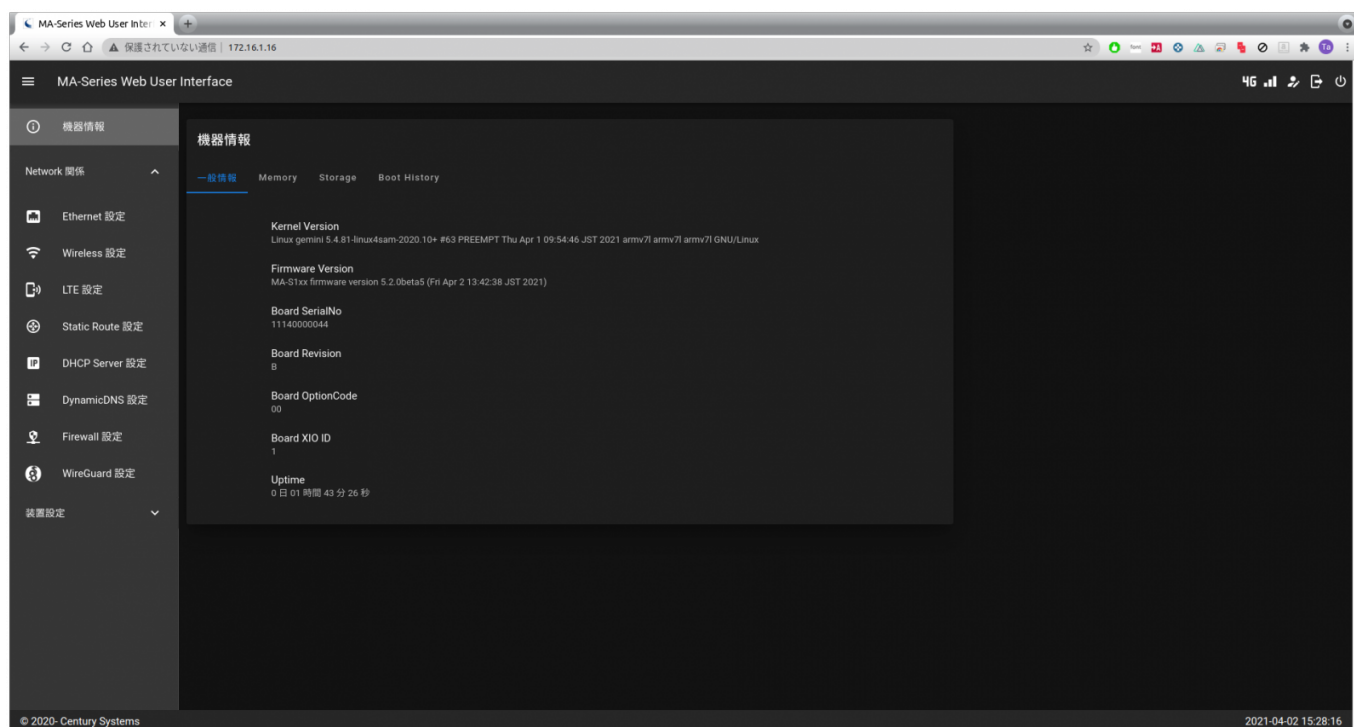 MA-Series Web User Inter
保護されていない通信 172.16.1.16
MA-Series Web User Interface
4G
機器情報
Network 関係
Ethernet 設定
Wireless 設定
LTE 設定
Static Route 設定
IP
DHCP Server 設定
DynamicDNS 設定
Firewall 設定
WireGuard 設定
装置設定
機器情報
一般情報 Memory Storage Boot History
Kernel Version
Linux gemini 5.4.81-linux4sam-2020.10+ #63 PREEMPT Thu Apr 1 09:54:46 JST 2021 armv7l armv7l armv7l GNU/Linux
Firmware Version
MA-S1xx firmware version 5.2.0beta5 (Fri Apr 2 13:42:38 JST 2021)
Board SerialNo
11140000044
Board Revision
B
Board OptionCode
00
Board XIO ID
1
Uptime
0 日 01 時間 43 分 26 秒
© 2020- Century Systems
2021-04-02 15:28:16